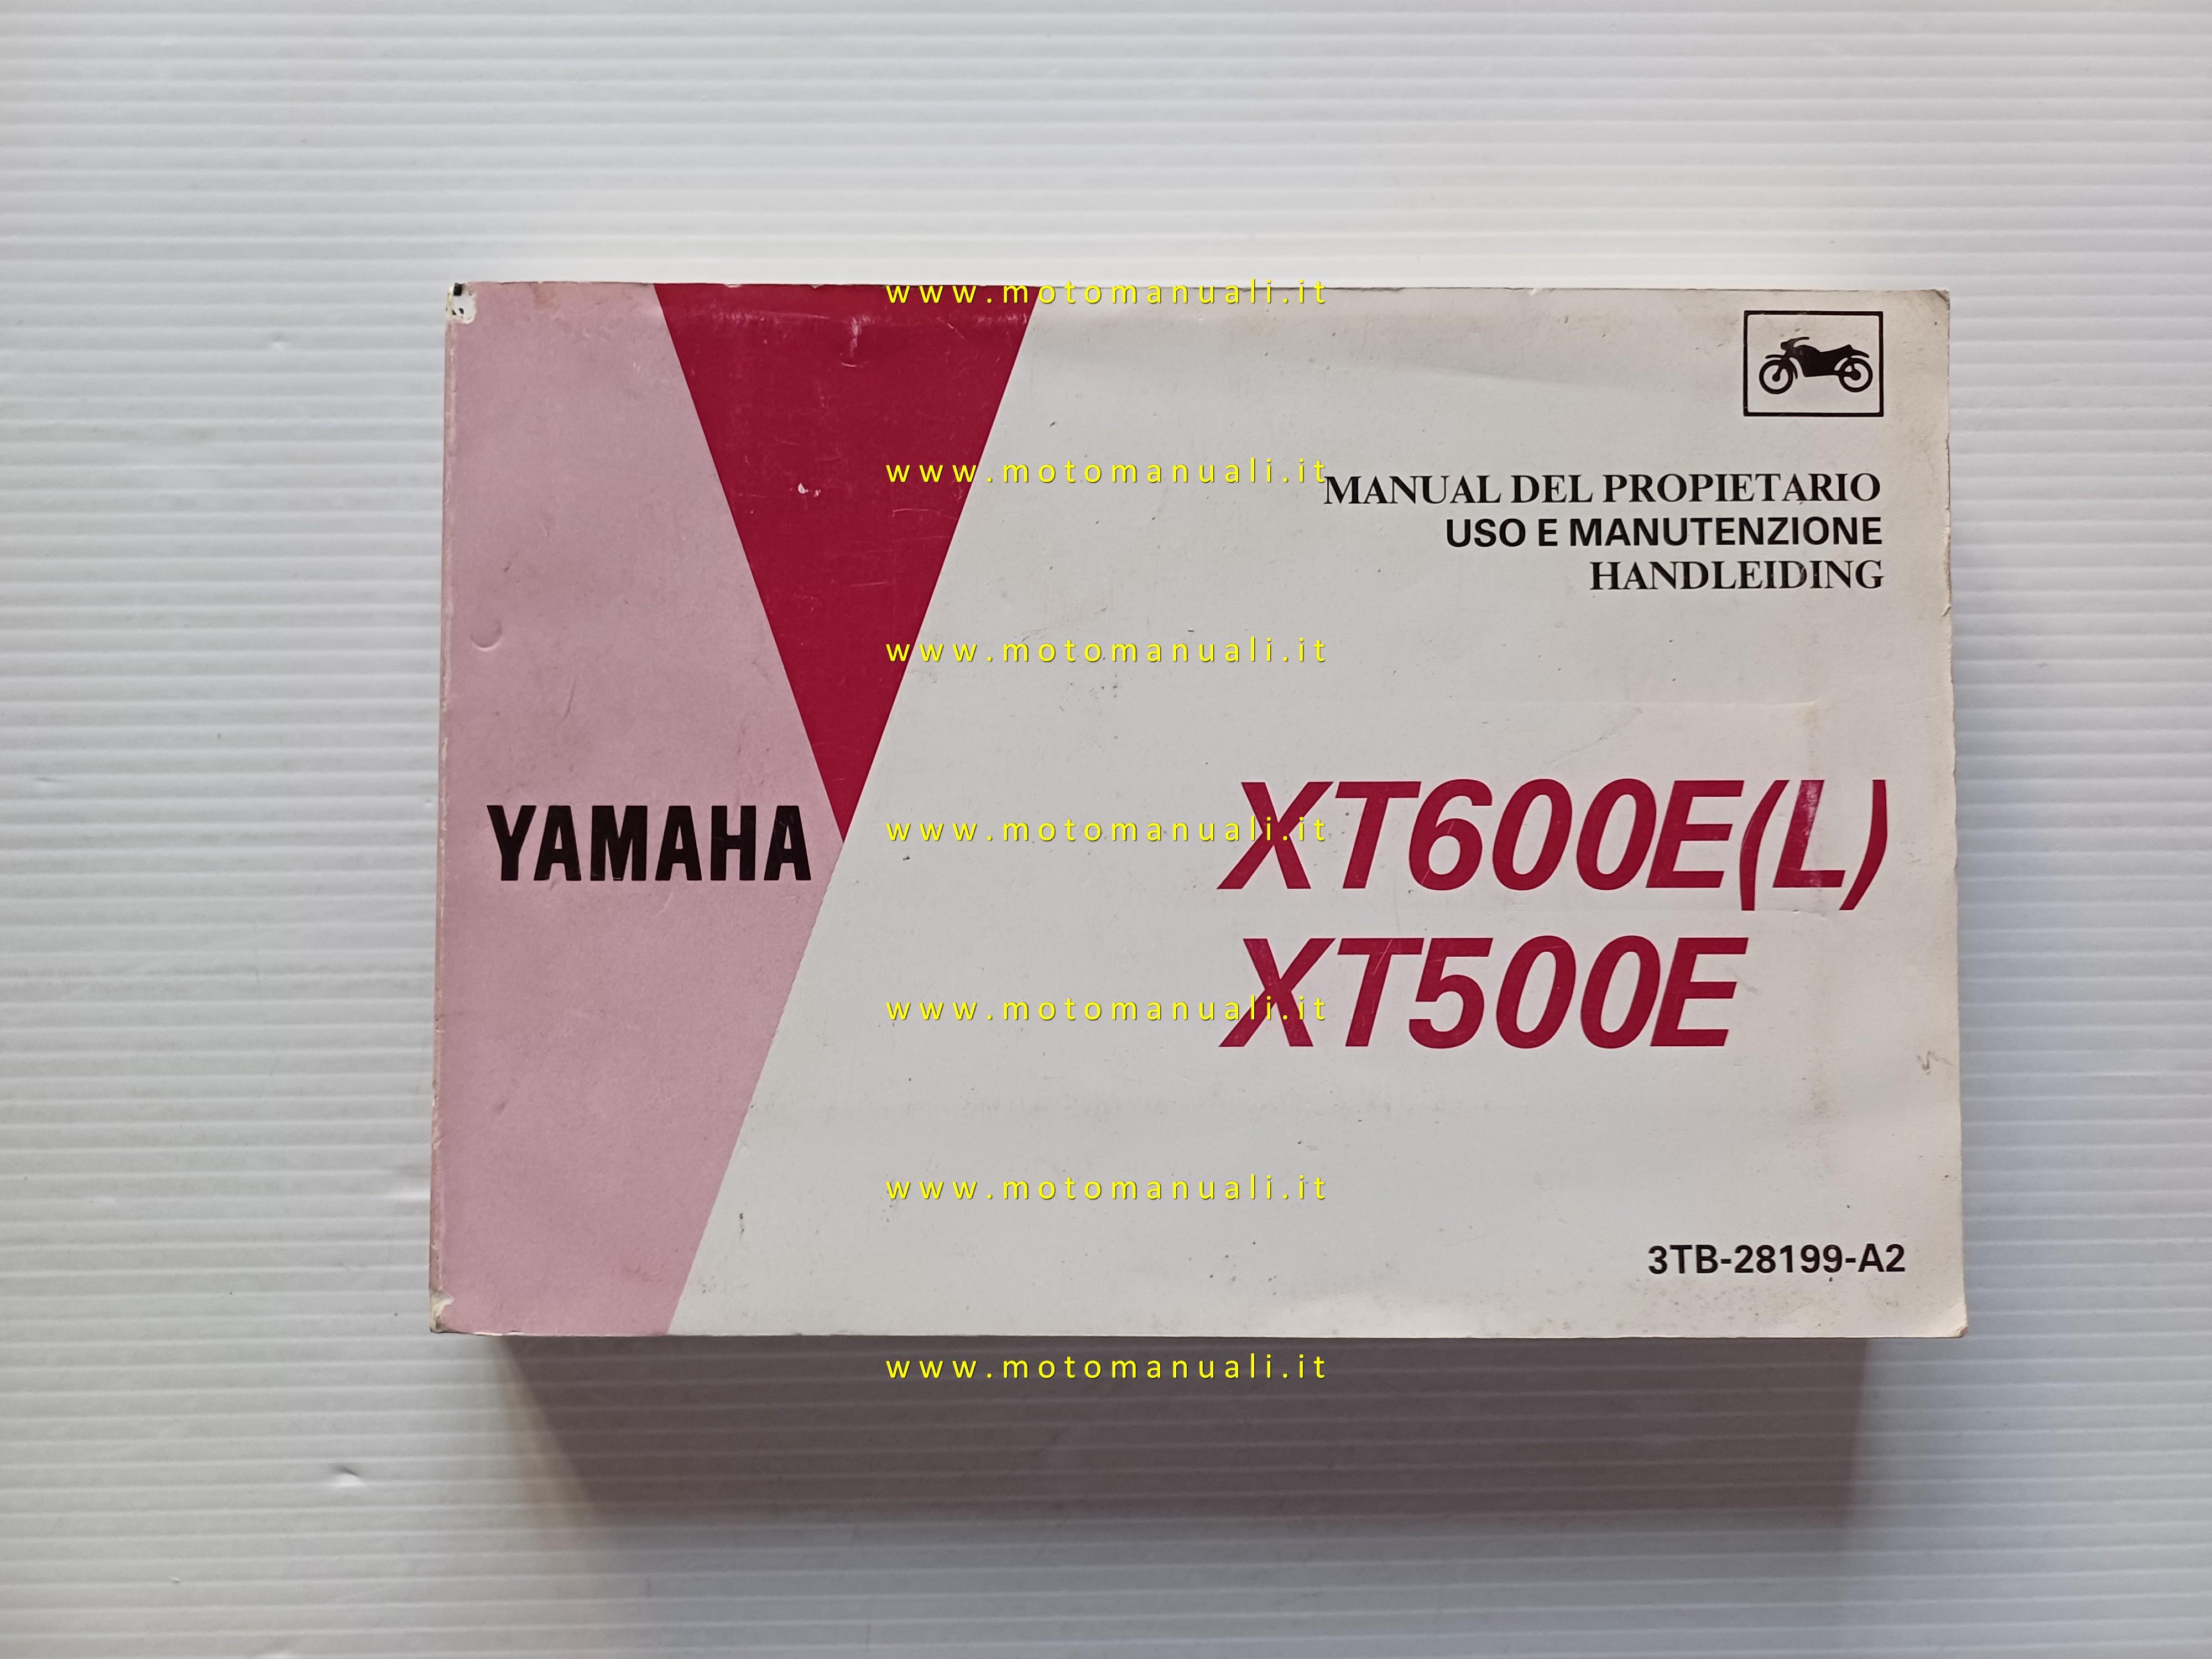 www.motomanuali.it
www.motomanuali.it
MANUAL DEL PROPIETARIO
USO E MANUTENZIONE
HANDLEIDING
www.motomanuali.it
YAMAHA
XT600E(L)
www.motomanuali.it
XT500E
www.motomanuali.it
www.motomanuali.it
3TB-28199-A2
www.motomanuali.it